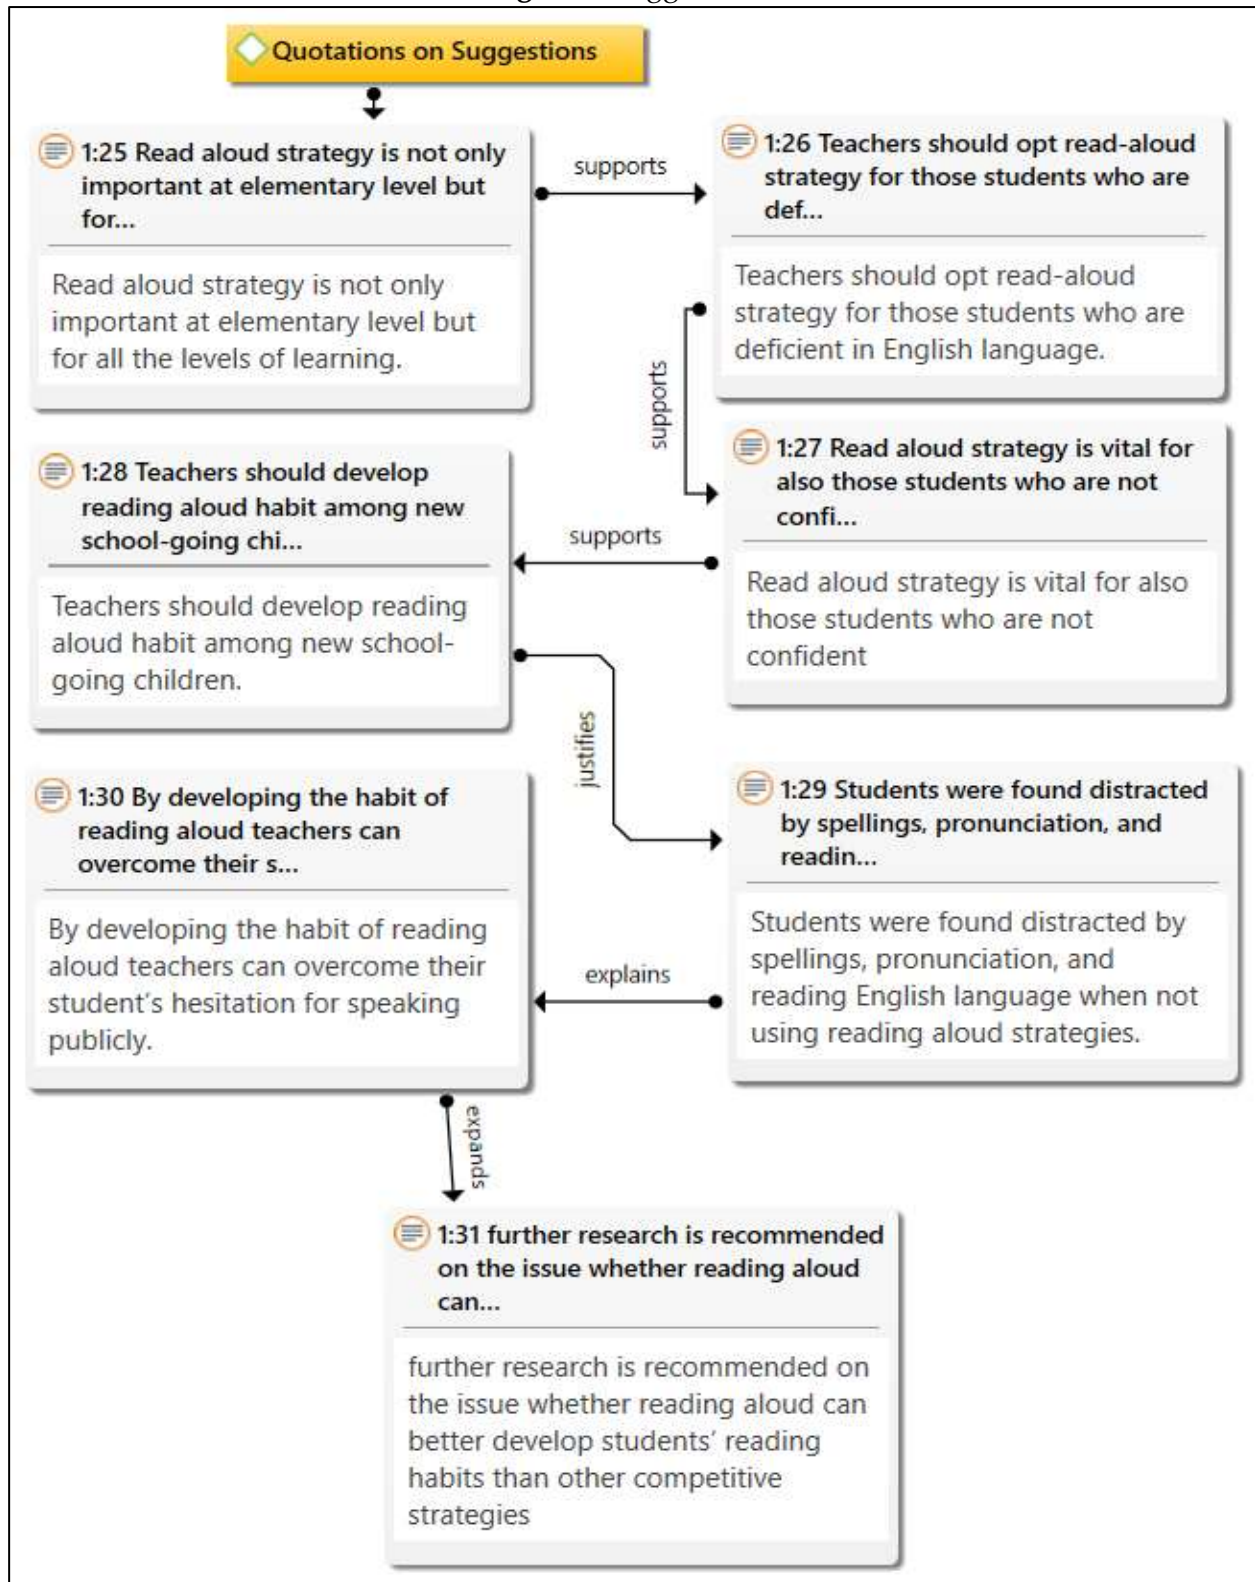 Quotations on Suggestions
1:25 Read aloud strategy is not only
important at elementary level but
for...
Read aloud strategy is not only
important at elementary level but
for all the levels of learning.
supports
1:26 Teachers should opt read-aloud
strategy for those students who are
def...
Teachers should opt read-aloud
strategy for those students who are
deficient in English language.
supports
1:27 Read aloud strategy is vital for
also those students who are not
confi...
Read aloud strategy is vital for also
those students who are not
confident
supports
1:28 Teachers should develop
reading aloud habit among new
school-going chi...
Teachers should develop reading
aloud habit among new school-
going children.
justifies
1:29 Students were found distracted
by spellings, pronunciation, and
readin...
Students were found distracted by
spellings, pronunciation, and
reading English language when not
using reading aloud strategies.
explains
1:30 By developing the habit of
reading aloud teachers can
overcome their s...
By developing the habit of reading
aloud teachers can overcome their
student’s hesitation for speaking
publicly.
expands
1:31 further research is recommended
on the issue whether reading aloud
can...
further research is recommended on
the issue whether reading aloud can
better develop students’ reading
habits than other competitive
strategies